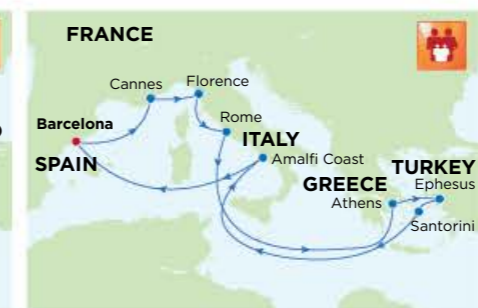 FRANCE
Cannes
Florence
Barcelona
Rome
ITALY
SPAIN
Amalfi Coast
TURKEY
GREECE
Ephesus
Athens
Santorini